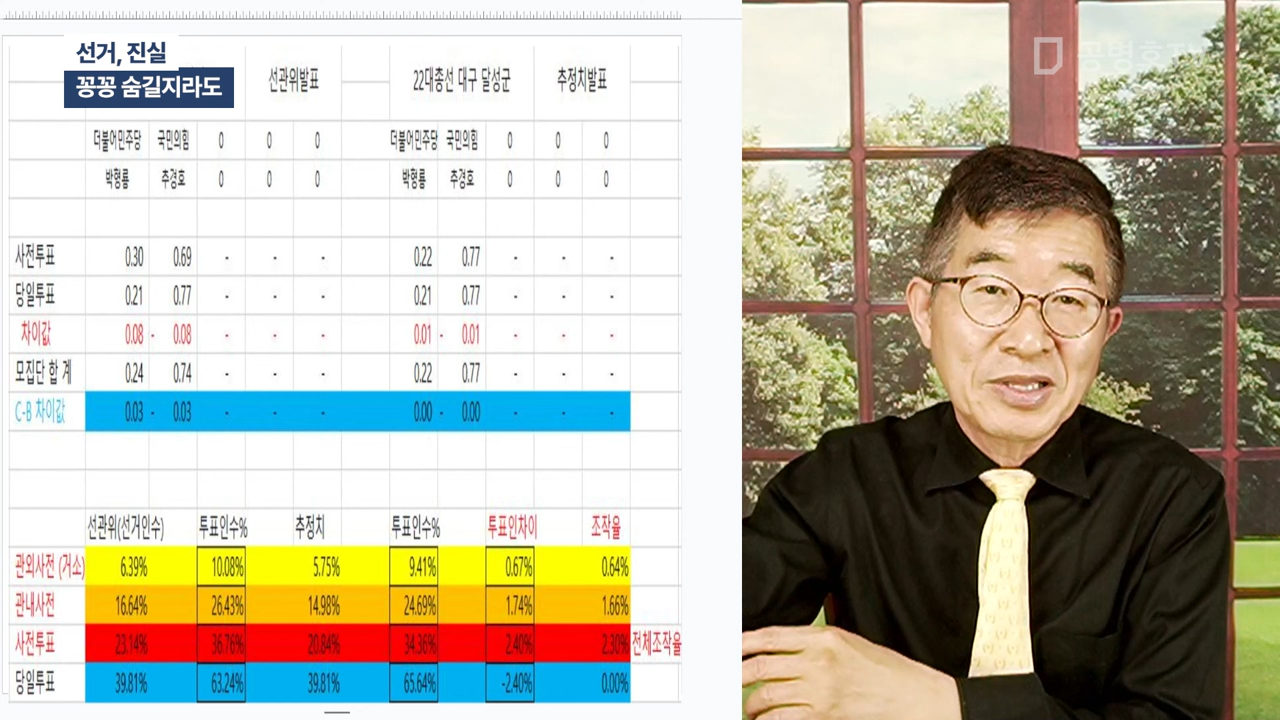 선거, 진실
꽁꽁 숨길지라도
선관위발표 22대총선 대구 달성군 추정치발표
더불어민주당 국민의힘 0 0 0 더불어민주당 국민의힘 0 0 0
박형룡 추경호 0 0 0 박형룡 추경호 0 0 0
사전투표 0.30 0.69 - - - 0.22 0.77 - - -
당일투표 0.21 0.77 - - - 0.21 0.77 - - -
차이값 0.08 - 0.08 - - - 0.01 - 0.01 - - -
모집단 합 계 0.24 0.74 - - - 0.22 0.77 - - -
C-B 차이값 0.03 - 0.03 - - - 0.00 - 0.00 - - -
선관위(선거인수) 투표인수% 추정치 투표인수% 투표인차이 조작율
관외사전 (거소) 6.39% 10.08% 5.75% 9.41% 0.67% 0.64%
관내사전 16.64% 26.43% 14.98% 24.69% 1.74% 1.66%
사전투표 23.14% 36.76% 20.84% 34.36% 2.40% 2.30% 전체조작율
당일투표 39.81% 63.24% 39.81% 65.64% -2.40% 0.00%